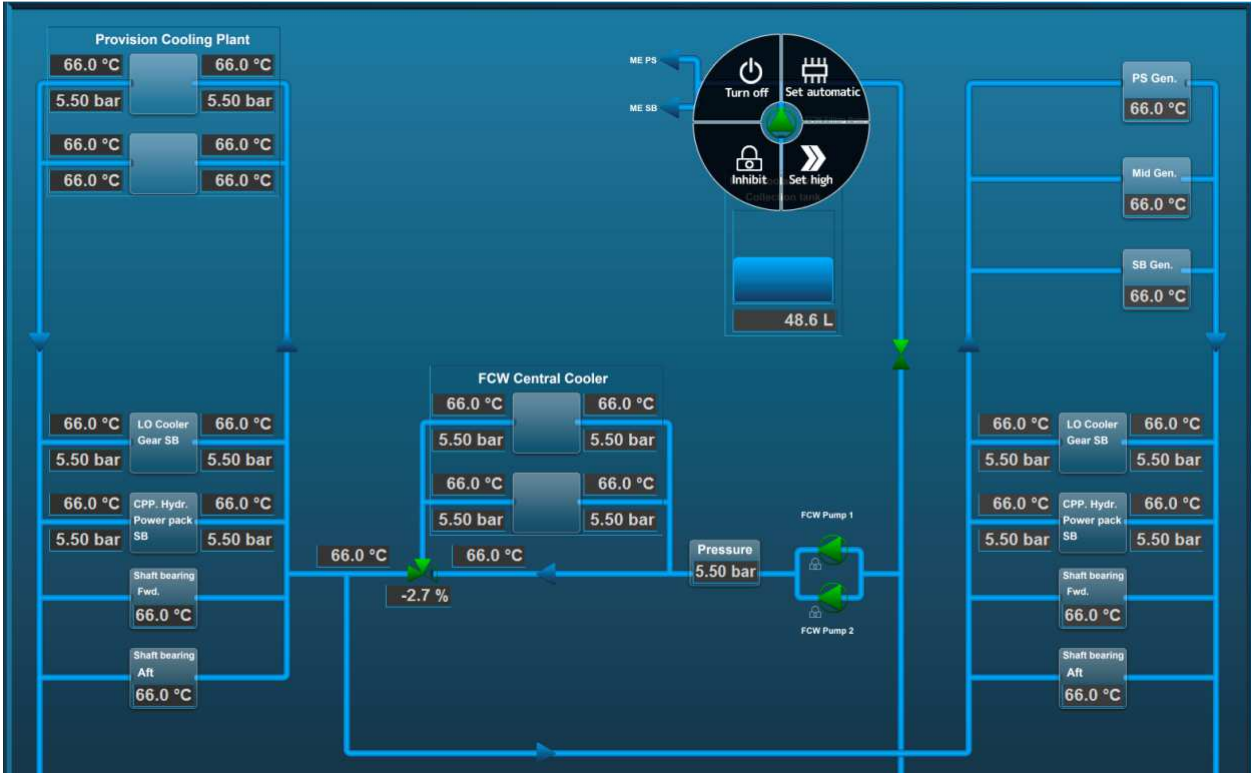 Provision Cooling Plant
66.0 °C 66.0 °C
5.50 bar 5.50 bar
66.0 °C 66.0 °C
66.0 °C 66.0 °C
ME PS
ME SB
Turn off
Set automatic
Inhibit
Set high
Collection tank
48.6 L
PS Gen.
66.0 °C
Mid Gen.
66.0 °C
SB Gen.
66.0 °C
FCW Central Cooler
66.0 °C 66.0 °C
5.50 bar 5.50 bar
66.0 °C 66.0 °C
5.50 bar 5.50 bar
66.0 °C 66.0 °C
-2.7 %
Pressure
5.50 bar
FCW Pump 1
FCW Pump 2
66.0 °C LO Cooler 66.0 °C
Gear SB
5.50 bar 5.50 bar
66.0 °C CPP. Hydr. 66.0 °C
Power pack
5.50 bar SB 5.50 bar
Shaft bearing
Fwd.
66.0 °C
Shaft bearing
Aft
66.0 °C
66.0 °C LO Cooler 66.0 °C
Gear SB
5.50 bar 5.50 bar
66.0 °C CPP. Hydr. 66.0 °C
Power pack
5.50 bar SB 5.50 bar
Shaft bearing
Fwd.
66.0 °C
Shaft bearing
Aft
66.0 °C